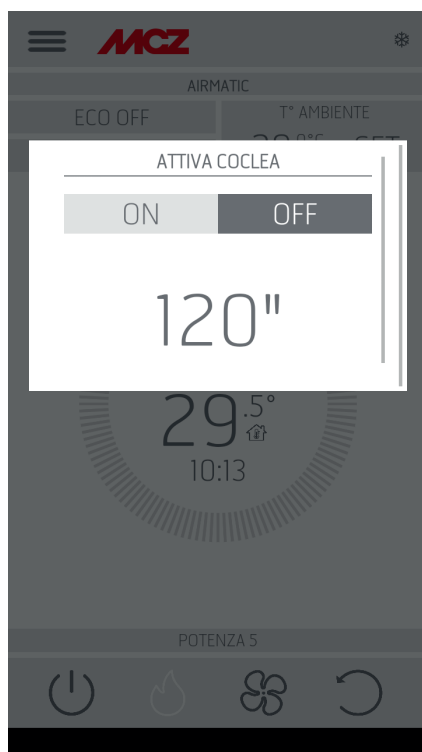 MCZ
AIRMATIC
ECO OFF
T° AMBIENTE
ATTIVA COCLEA
ON OFF
120"
29.5°
10:13
POTENZA 5